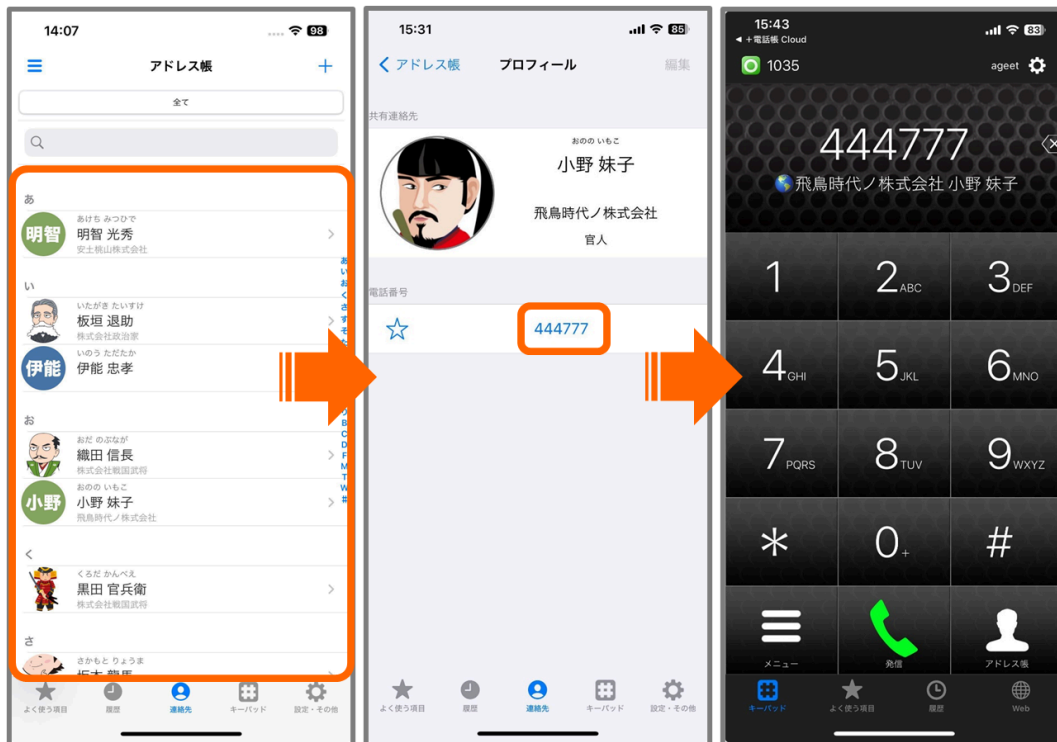 14:07
98
アドレス帳
全て
あ
明智
あけち みつひで
明智 光秀
安土桃山株式会社
い
いたがき たいすけ
板垣 退助
株式会社政治家
伊能
いのう ただたか
伊能 忠孝
お
おだ のぶなが
織田 信長
株式会社戦国武将
小野
おのの いもこ
小野 妹子
飛鳥時代ノ株式会社
く
くろだ かんべえ
黒田 官兵衛
株式会社戦国武将
さ
さかもと りょうま
坂本 龍馬
あ
い
お
く
さ
す
そ
た
B
C
D
F
M
T
W
#
よく使う項目
履歴
連絡先
キーパッド
設定・その他
15:31
85
アドレス帳
プロフィール
編集
共有連絡先
おのの いもこ
小野 妹子
飛鳥時代ノ株式会社
官人
電話番号
444777
よく使う項目
履歴
連絡先
キーパッド
設定・その他
15:43
83
◀ +電話帳 Cloud
1035
ageet
444777
飛鳥時代ノ株式会社 小野 妹子
1
2 ABC
3 DEF
4 GHI
5 JKL
6 MNO
7 PQRS
8 TUV
9 WXYZ
*
0 +
#
メニュー
発信
アドレス帳
キーパッド
よく使う項目
履歴
Web